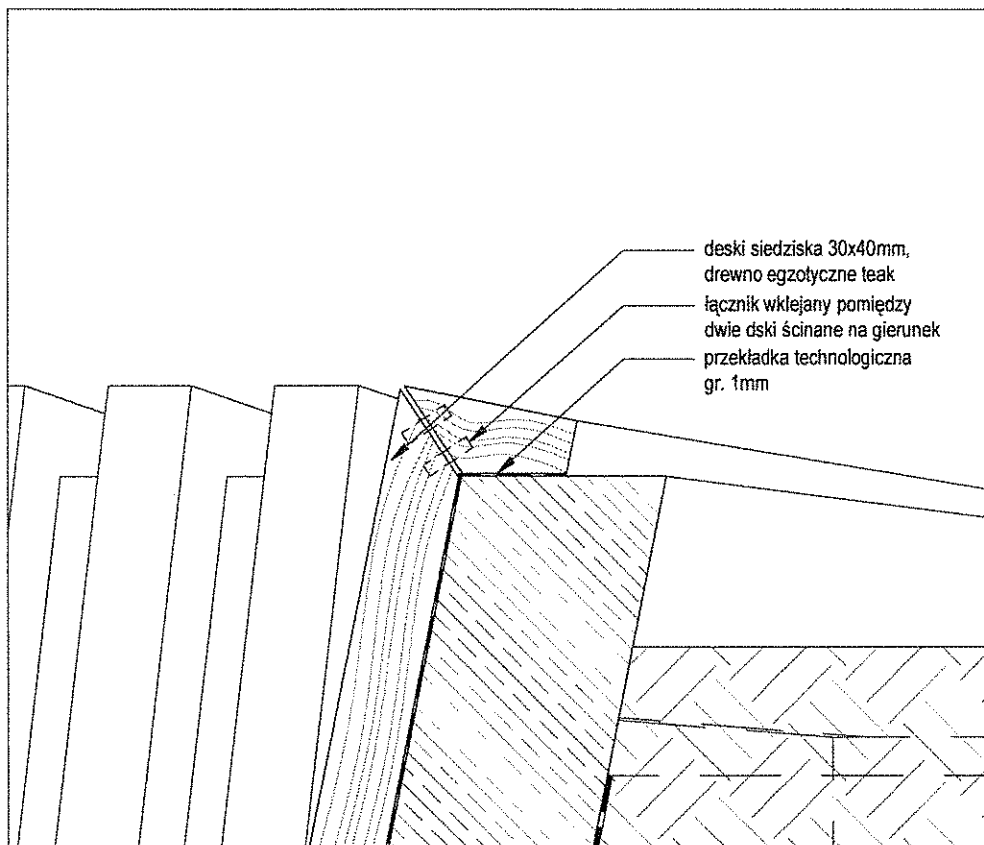 deski siedziska 30x40mm,
drewno egzotyczne teak
łącznik wklejany pomiędzy
dwie dski ścinane na gierunek
przekładka technologiczna
gr. 1mm